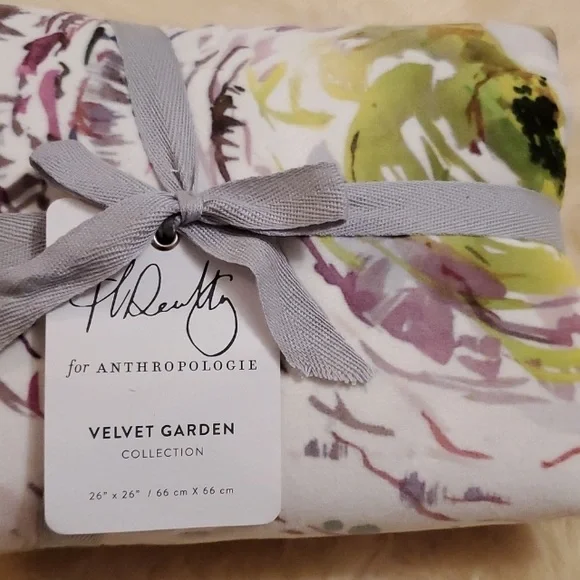 for ANTHROPOLOGIE
VELVET GARDEN
COLLECTION
26" x 26" / 66 cm X 66 cm